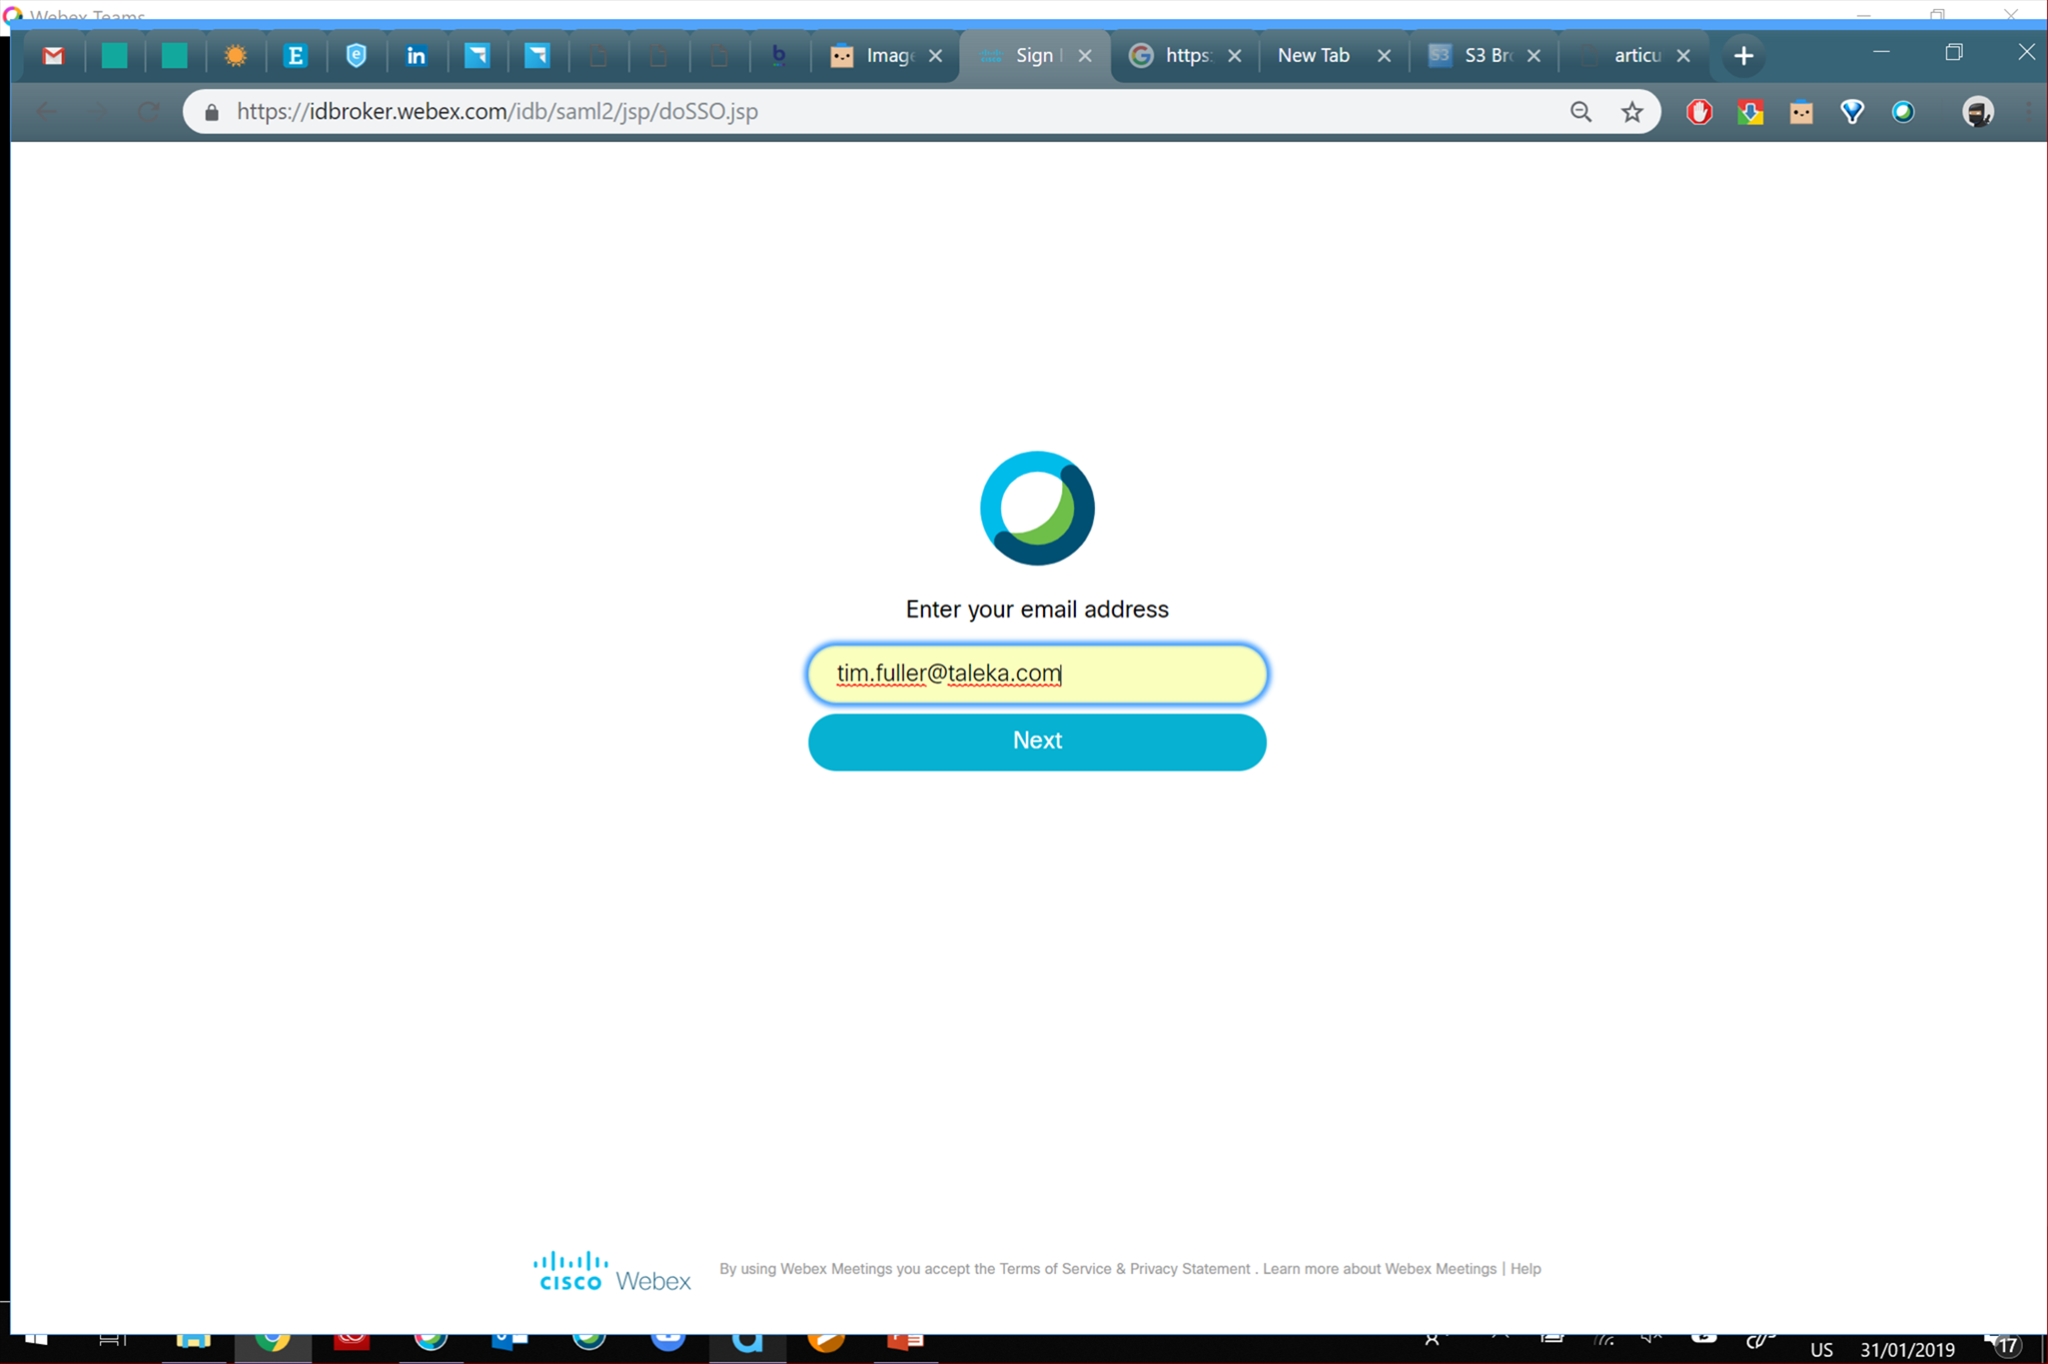 Webex Teams
Image
Sign
https:
New Tab
S3 Br
articu
https://idbroker.webex.com/idb/saml2/jsp/doSSO.jsp
Enter your email address
tim.fuller@taleka.com
Next
cisco Webex
By using Webex Meetings you accept the Terms of Service & Privacy Statement . Learn more about Webex Meetings | Help
US
31/01/2019
17